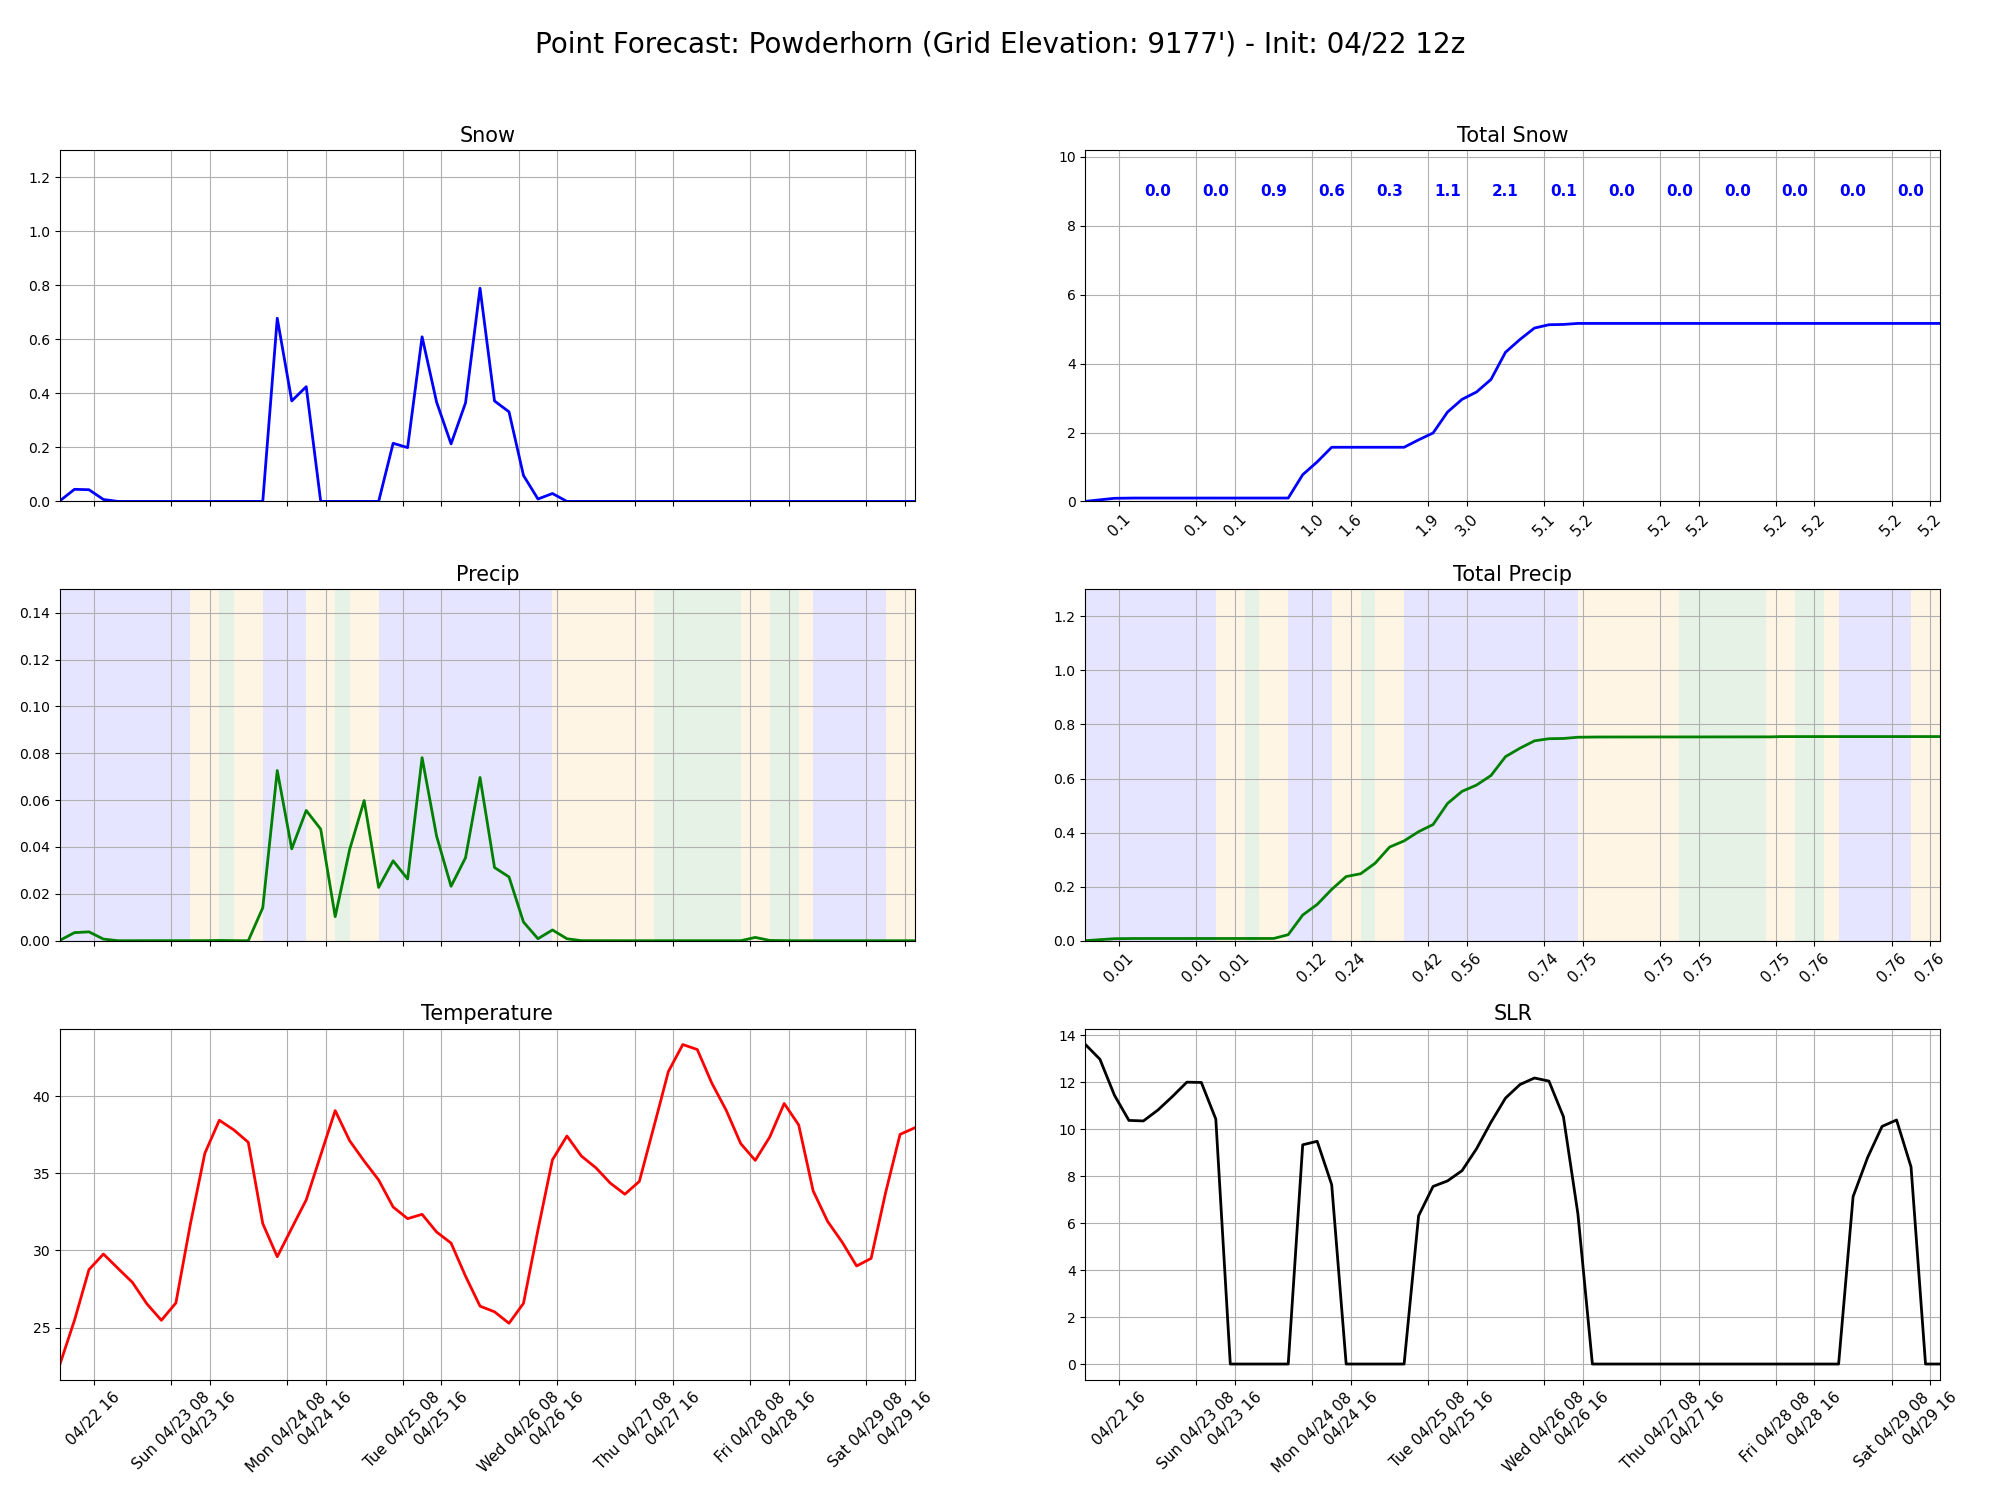 Point Forecast: Powderhorn (Grid Elevation: 9177') - Init: 04/22 12z
Snow
1.2
1.0
0.8
0.6
0.4
0.2
0.0
Total Snow
10
8
6
4
2
0
0.0 0.0 0.9 0.6 0.3 1.1 2.1 0.1 0.0 0.0 0.0 0.0 0.0 0.0
0.1 0.1 0.1 1.0 1.6 1.9 3.0 5.1 5.2 5.2 5.2 5.2 5.2 5.2 5.2
Precip
0.14
0.12
0.10
0.08
0.06
0.04
0.02
0.00
Total Precip
1.2
1.0
0.8
0.6
0.4
0.2
0.0
0.01 0.01 0.01 0.12 0.24 0.42 0.56 0.74 0.75 0.75 0.75 0.75 0.76 0.76 0.76
Temperature
40
35
30
25
04/22 16
Sun 04/23 08
04/23 16
Mon 04/24 08
04/24 16
Tue 04/25 08
04/25 16
Wed 04/26 08
04/26 16
Thu 04/27 08
04/27 16
Fri 04/28 08
04/28 16
Sat 04/29 08
04/29 16
SLR
14
12
10
8
6
4
2
0
04/22 16
Sun 04/23 08
04/23 16
Mon 04/24 08
04/24 16
Tue 04/25 08
04/25 16
Wed 04/26 08
04/26 16
Thu 04/27 08
04/27 16
Fri 04/28 08
04/28 16
Sat 04/29 08
04/29 16